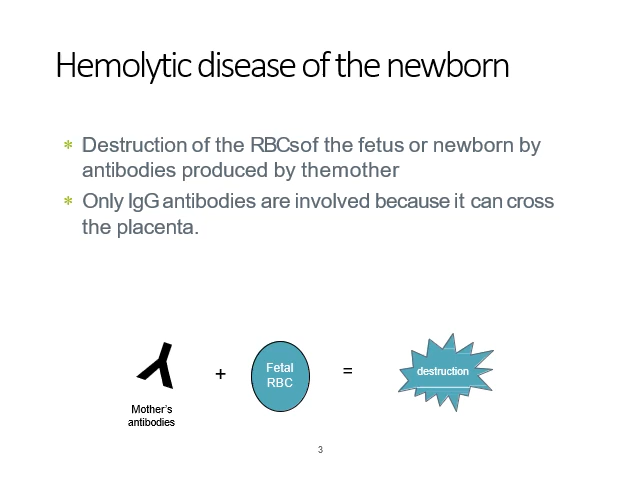 Hemolytic disease of the newborn
* Destruction of the RBCsof the fetus or newborn by
antibodies produced by themother
* Only IgG antibodies are involved because it can cross
the placenta.
Mother's
antibodies
+
Fetal
RBC
=
destruction
3